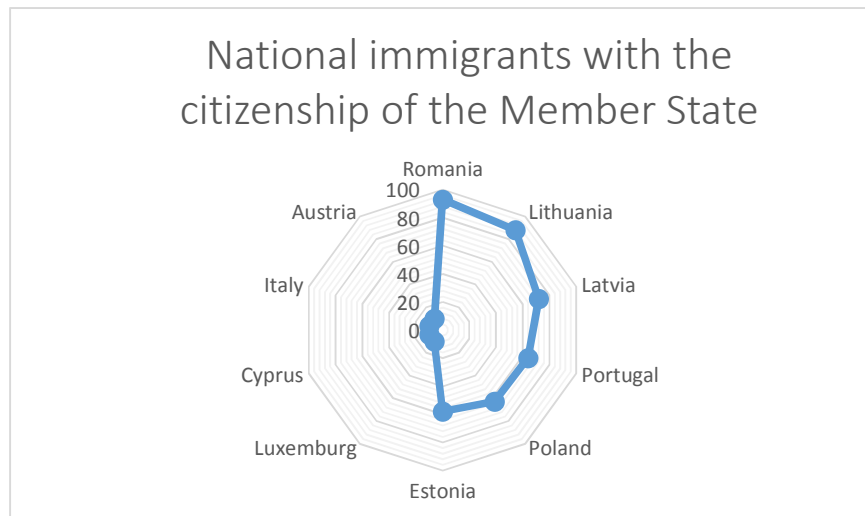 National immigrants with the
citizenship of the Member State
Romania
100
80
60
40
20
0
Lithuania
Latvia
Portugal
Poland
Estonia
Luxemburg
Cyprus
Italy
Austria